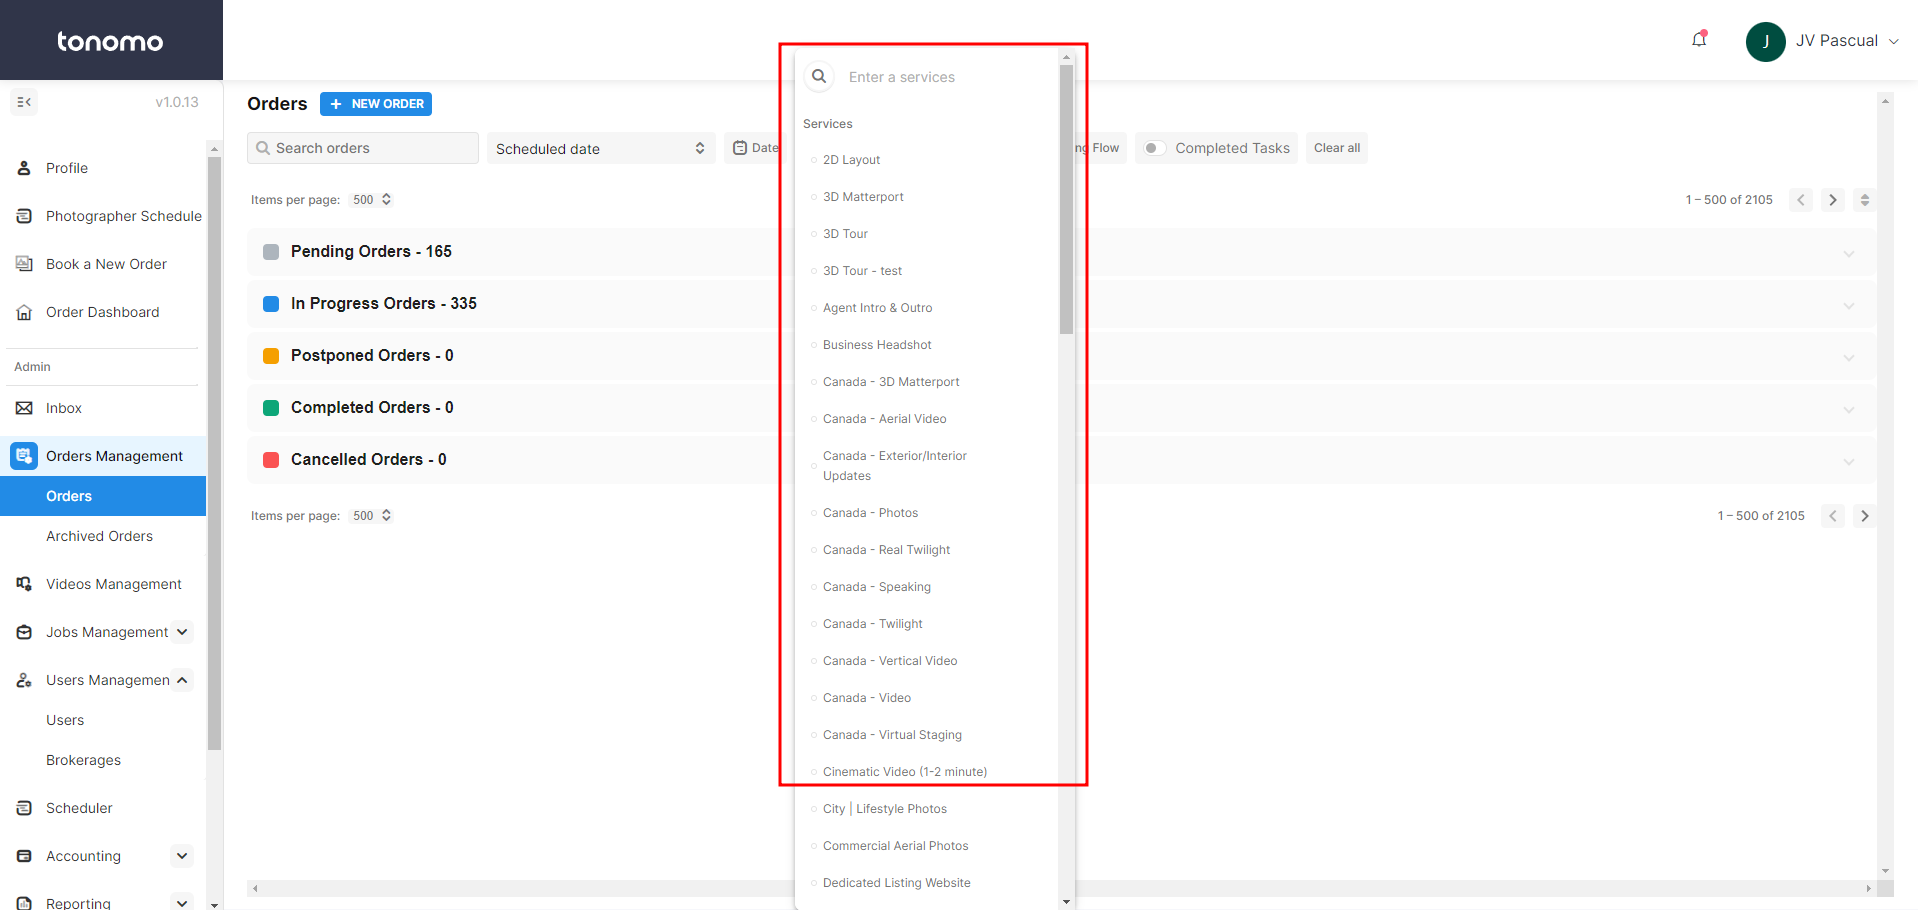 tonomo
JV Pascual
J
v1.0.13
Profile
Photographer Schedule
Book a New Order
Order Dashboard
Admin
Inbox
Orders Management
Orders
Archived Orders
Videos Management
Jobs Management
Users Managemen
Users
Brokerages
Scheduler
Accounting
Reporting
Orders
+ NEW ORDER
Search orders
Scheduled date
Date
ng Flow
Completed Tasks
Clear all
Items per page: 500
1 – 500 of 2105
Pending Orders - 165
In Progress Orders - 335
Postponed Orders - 0
Completed Orders - 0
Cancelled Orders - 0
Items per page: 500
1 – 500 of 2105
Enter a services
Services
2D Layout
3D Matterport
3D Tour
3D Tour - test
Agent Intro & Outro
Business Headshot
Canada - 3D Matterport
Canada - Aerial Video
Canada - Exterior/Interior
Updates
Canada - Photos
Canada - Real Twilight
Canada - Speaking
Canada - Twilight
Canada - Vertical Video
Canada - Video
Canada - Virtual Staging
Cinematic Video (1-2 minute)
City | Lifestyle Photos
Commercial Aerial Photos
Dedicated Listing Website